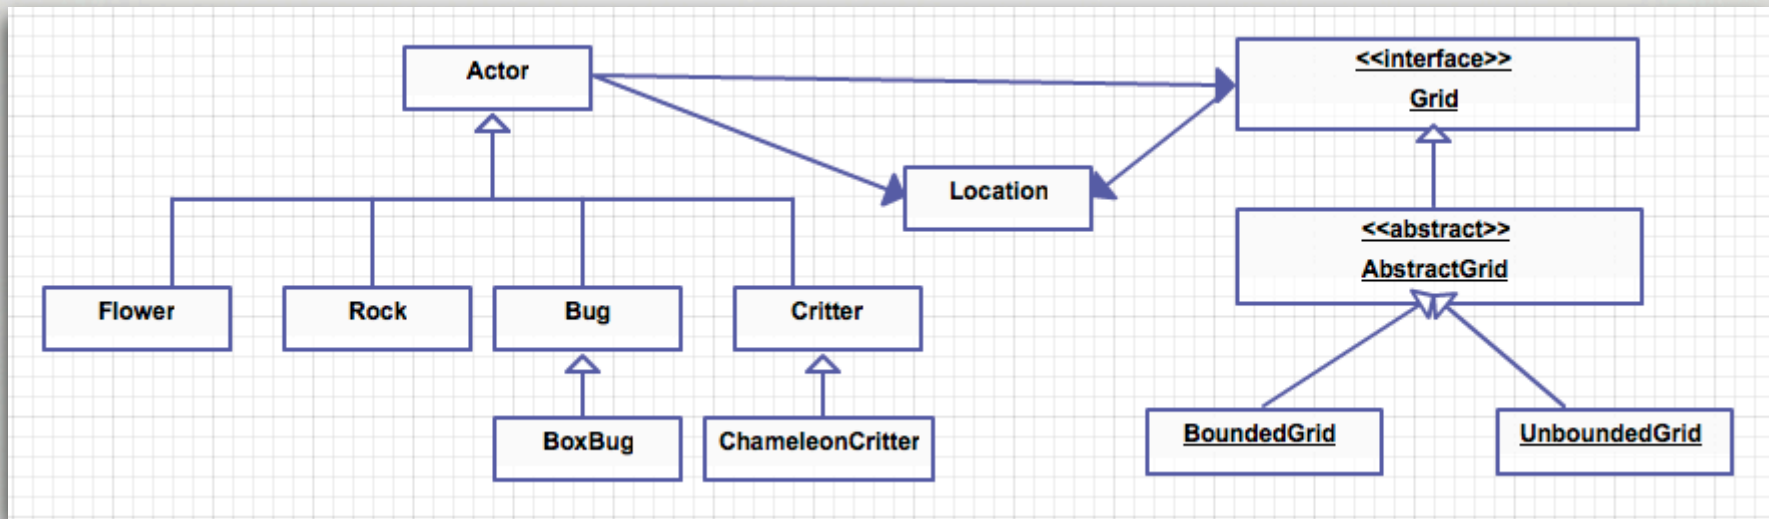 Actor
<<interface>>
Grid
Location
<<abstract>>
AbstractGrid
Flower
Rock
Bug
Critter
BoxBug
ChameleonCritter
BoundedGrid
UnboundedGrid